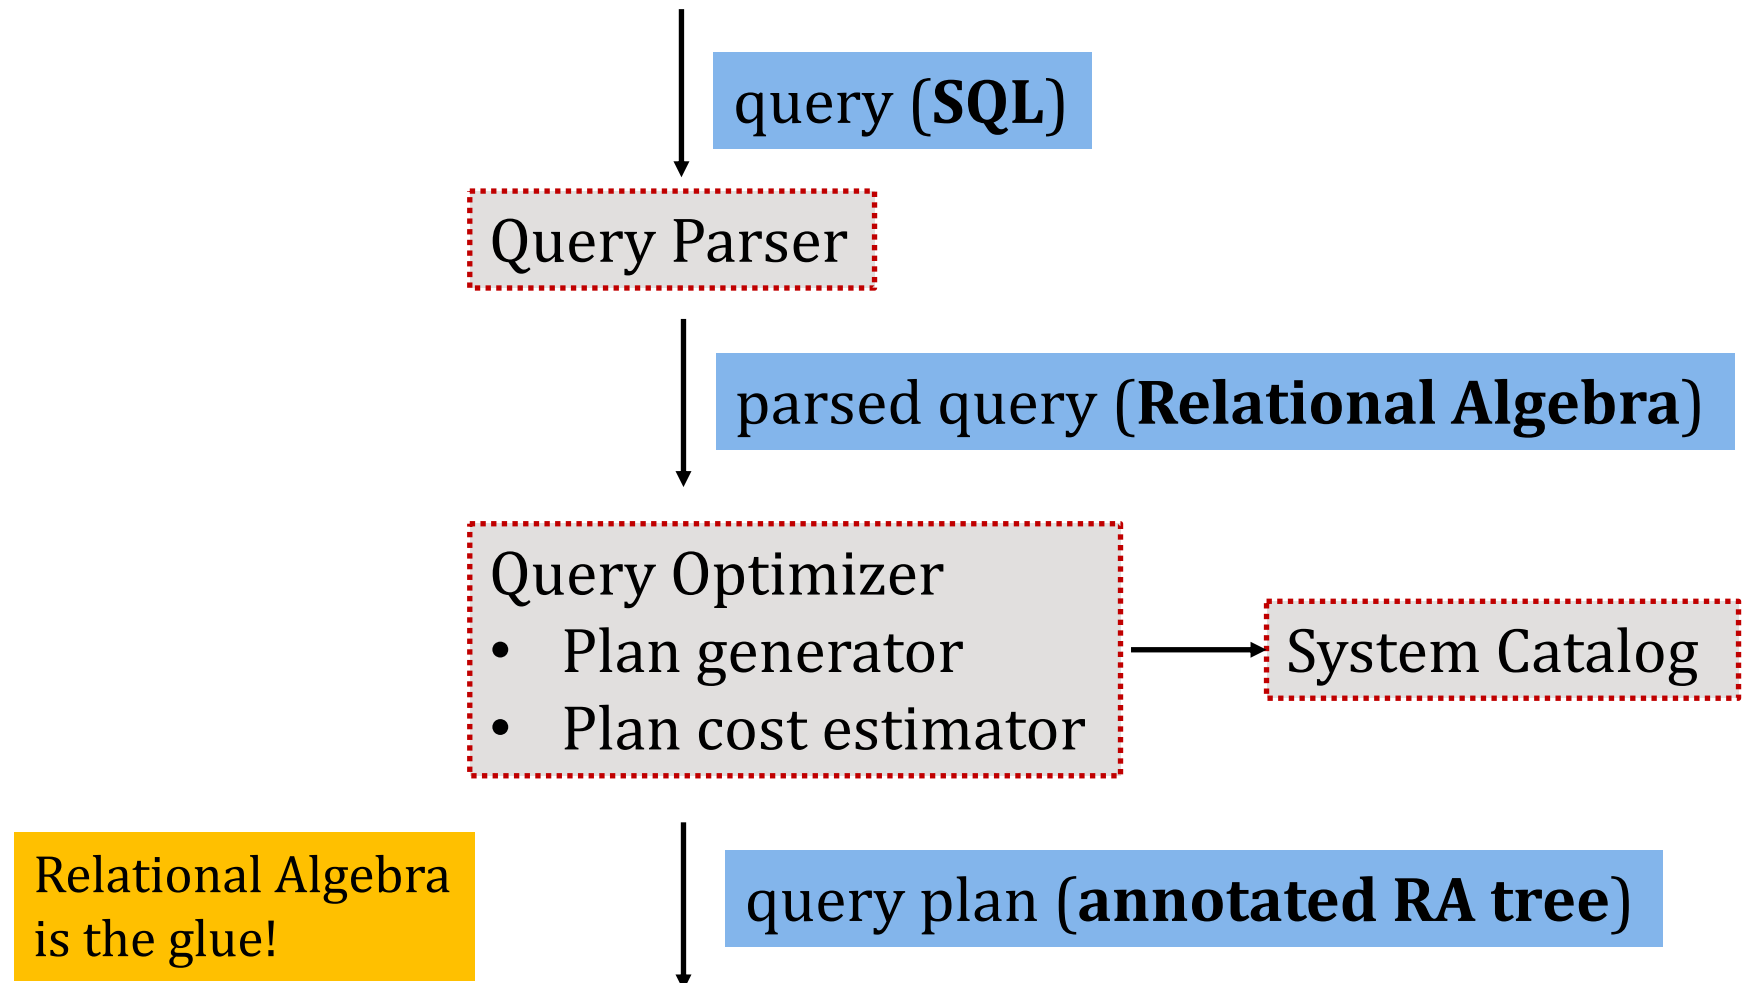 query (SQL)
Query Parser
parsed query (Relational Algebra)
Query Optimizer
• Plan generator
• Plan cost estimator
System Catalog
Relational Algebra
is the glue!
query plan (annotated RA tree)